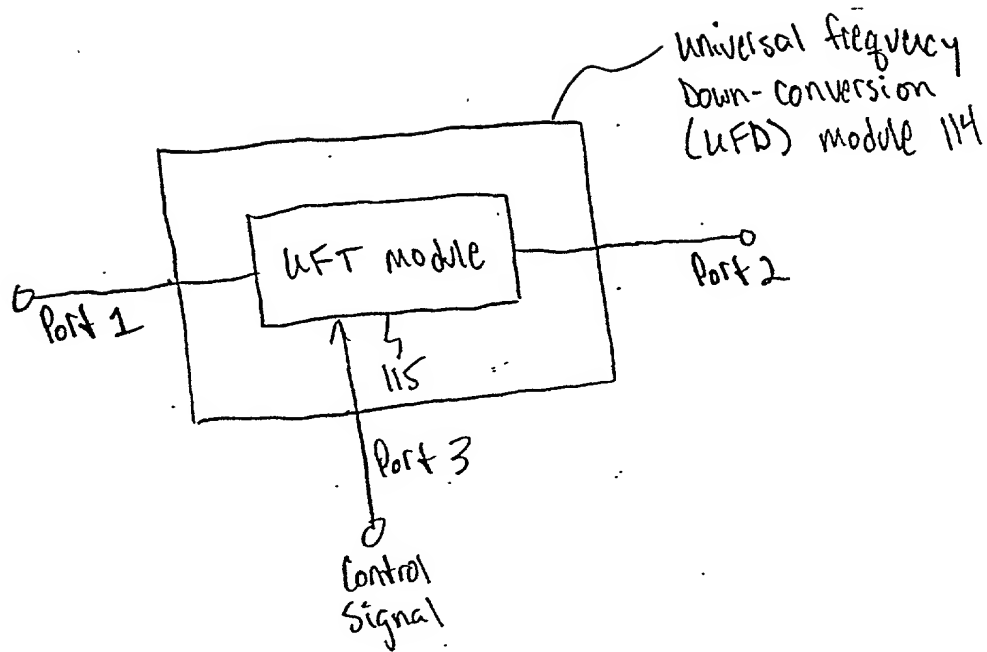 Universal frequency
Down-conversion
(UFD) module 114
UFT module
Port 1
Port 2
115
Port 3
Control
Signal